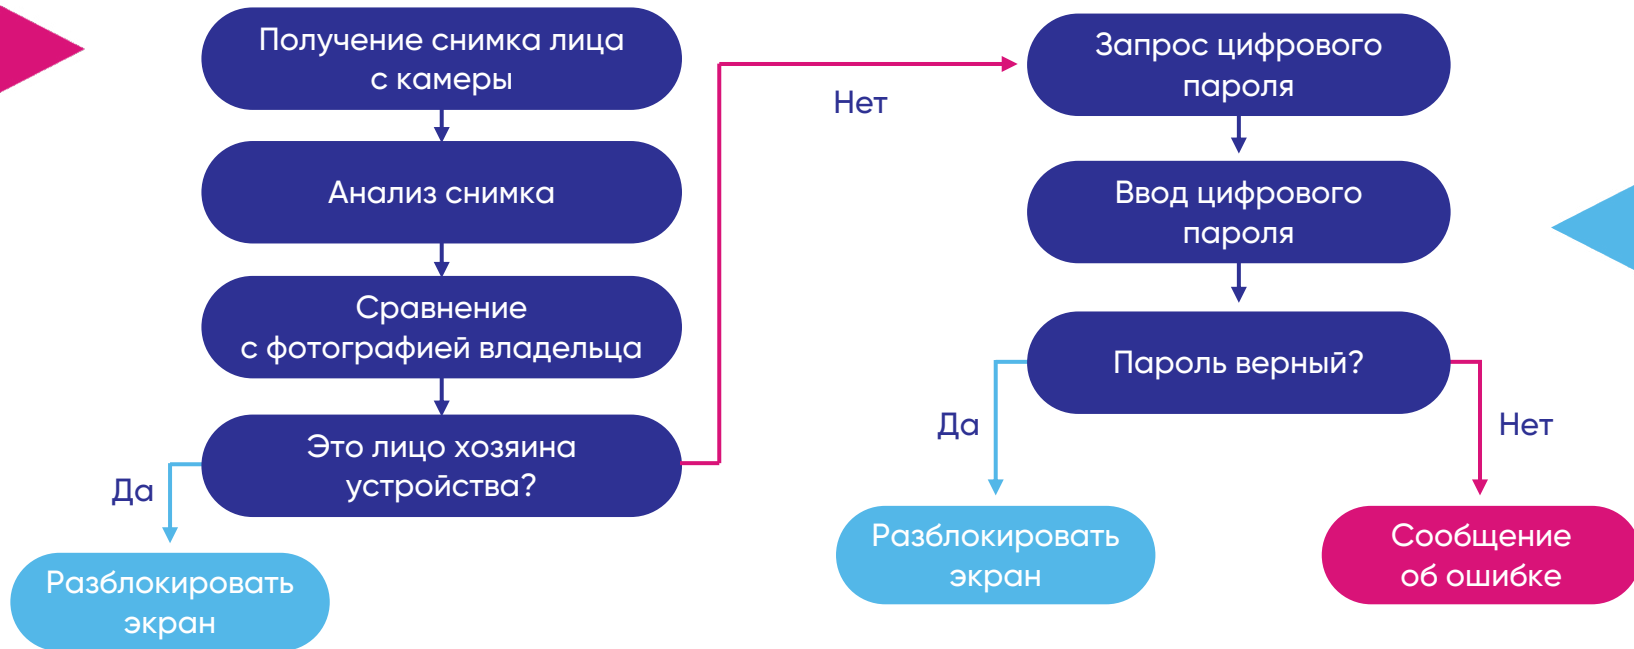 Получение снимка лица
с камеры
Анализ снимка
Сравнение
с фотографией владельца
Это лицо хозяина
устройства?
Да
Разблокировать
экран
Нет
Запрос цифрового
пароля
Ввод цифрового
пароля
Пароль верный?
Да
Разблокировать
экран
Нет
Сообщение
об ошибке